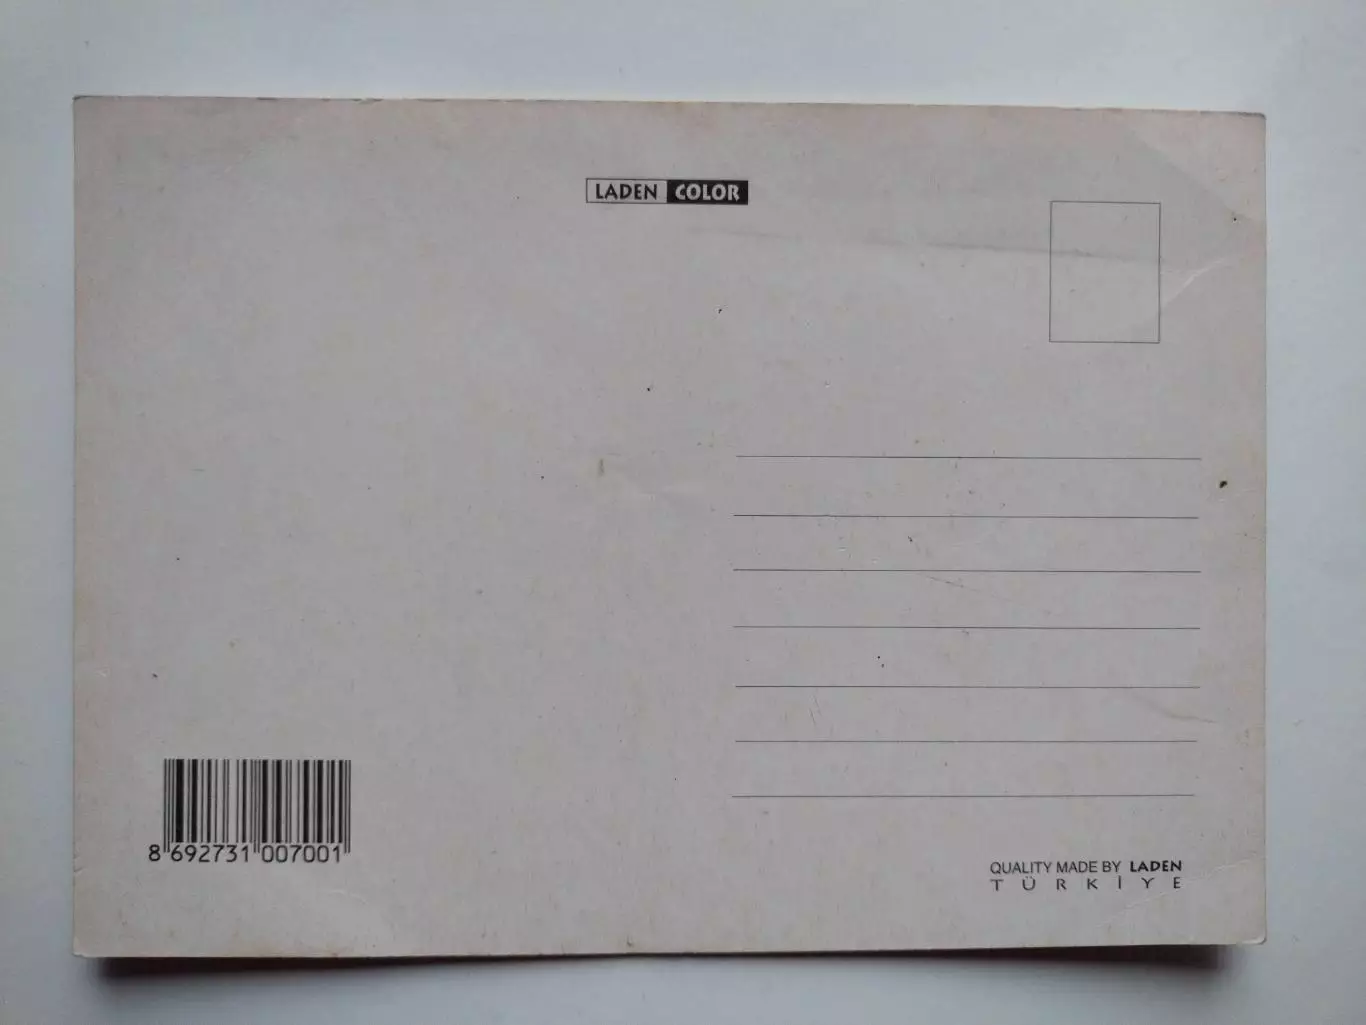 LADEN COLOR
8 692731 007001
QUALITY MADE BY LADEN
TÜRKİYE